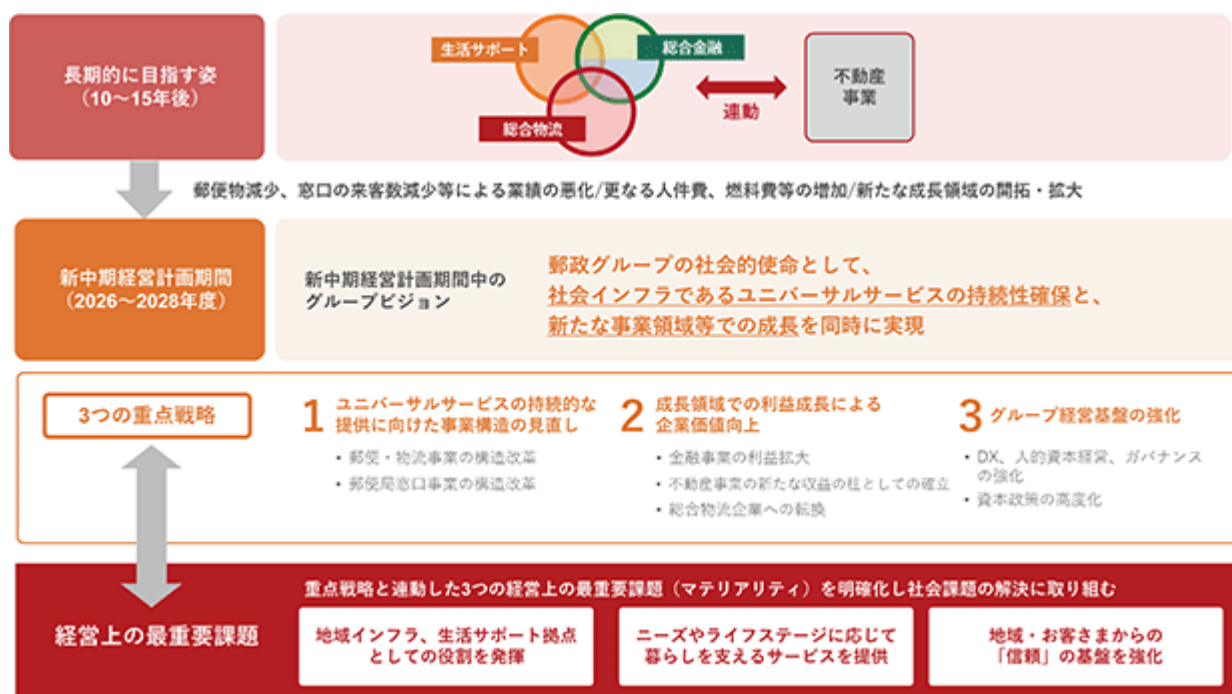 長期的に目指す姿
（10～15年後）
生活サポート
総合金融
総合物流
連動
不動産
事業
郵便物減少、窓口の来客数減少等による業績の悪化/更なる人件費、燃料費等の増加/新たな成長領域の開拓・拡大
新中期経営計画期間
（2026～2028年度）
新中期経営計画期間中の
グループビジョン
郵政グループの社会的使命として、
社会インフラであるユニバーサルサービスの持続性確保と、
新たな事業領域等での成長を同時に実現
3つの重点戦略
1 ユニバーサルサービスの持続的な
提供に向けた事業構造の見直し
• 郵便・物流事業の構造改革
• 郵便局窓口事業の構造改革
2 成長領域での利益成長による
企業価値向上
• 金融事業の利益拡大
• 不動産事業の新たな収益の柱としての確立
• 総合物流企業への転換
3 グループ経営基盤の強化
• DX、人的資本経営、ガバナンス
の強化
• 資本政策の高度化
経営上の最重要課題
重点戦略と連動した3つの経営上の最重要課題（マテリアリティ）を明確化し社会課題の解決に取り組む
地域インフラ、生活サポート拠点
としての役割を発揮
ニーズやライフステージに応じて
暮らしを支えるサービスを提供
地域・お客さまからの
「信頼」の基盤を強化